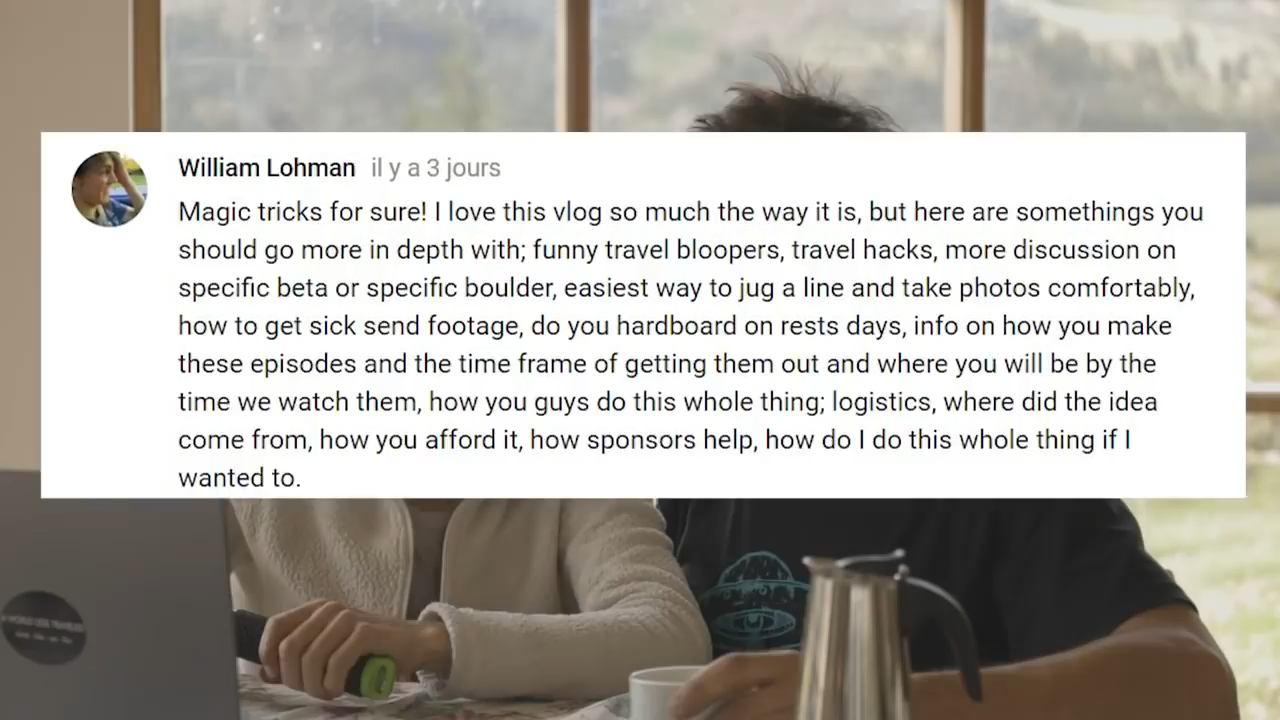 William Lohman il y a 3 jours
Magic tricks for sure! I love this vlog so much the way it is, but here are somethings you
should go more in depth with; funny travel bloopers, travel hacks, more discussion on
specific beta or specific boulder, easiest way to jug a line and take photos comfortably,
how to get sick send footage, do you hardboard on rests days, info on how you make
these episodes and the time frame of getting them out and where you will be by the
time we watch them, how you guys do this whole thing; logistics, where did the idea
come from, how you afford it, how sponsors help, how do I do this whole thing if I
wanted to.